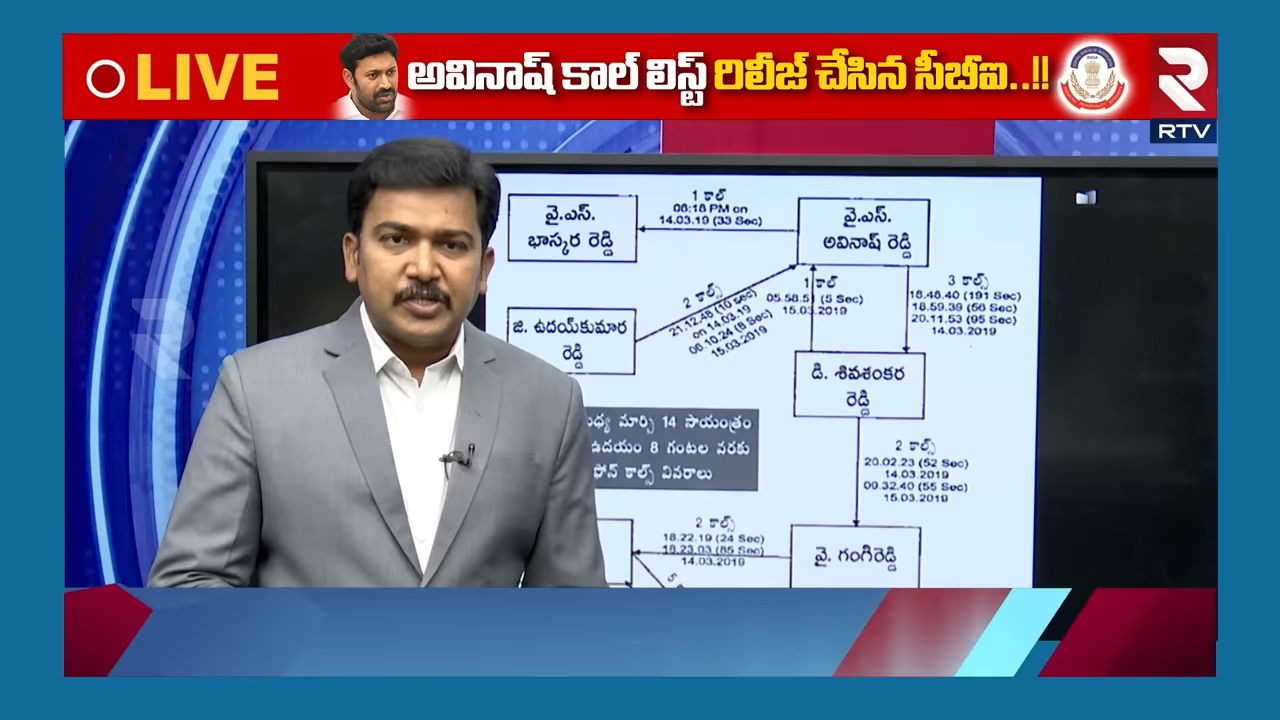 LIVE
అవినాష్ కాల్ లిస్ట్ రిలీజ్ చేసిన సీబీఐ..!!
RTV
వై.ఎస్.
భాస్కర రెడ్డి
1 కాల్
06:18 PM on
14.03.19 (33 Sec)
వై.ఎస్.
అవినాష్ రెడ్డి
జి. ఉదయ్‌కుమార
రెడ్డి
2 కాల్స్
21.12.48 (10 sec)
on 14.03.19
06.10.24 (8 Sec)
15.03.2019
1 కాల్
05.58.5 (5 Sec)
15.03.2019
3 కాల్స్
18.48.40 (191 Sec)
18.59.39 (56 Sec)
20.11.53 (95 Sec)
14.03.2019
డి. శివశంకర
రెడ్డి
మధ్య మార్చి 14 సాయంత్రం
ఉదయం 8 గంటల వరకు
ఫోన్ కాల్స్ వివరాలు
2 కాల్స్
20.02.23 (52 Sec)
14.03.2019
09.32.40 (55 Sec)
15.03.2019
2 కాల్స్
18.22.19 (24 Sec)
18.23.03 (85 Sec)
14.03.2019
వై. గంగిరెడ్డి